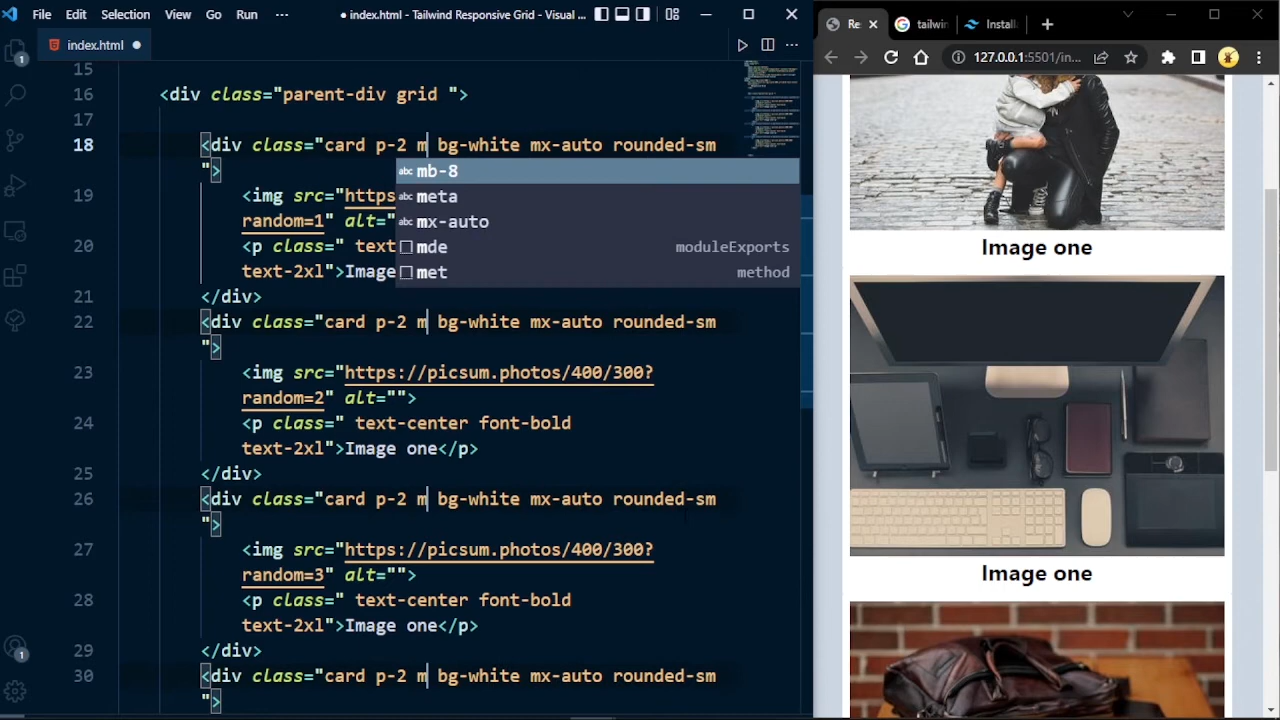 File Edit Selection View Go Run ··· ● index.html - Tailwind Responsive Grid - Visual ...
index.html ●
15
16 <div class="parent-div grid ">
17
18 <div class="card p-2 m bg-white mx-auto rounded-sm
">
mb-8
19 <img src="https
meta
random=1" alt="
mx-auto
20 <p class=" text
mde moduleExports
text-2xl">Image
met method
21 </div>
22 <div class="card p-2 m bg-white mx-auto rounded-sm
">
23 <img src="https://picsum.photos/400/300?
random=2" alt="">
24 <p class=" text-center font-bold
text-2xl">Image one</p>
25 </div>
26 <div class="card p-2 m bg-white mx-auto rounded-sm
">
27 <img src="https://picsum.photos/400/300?
random=3" alt="">
28 <p class=" text-center font-bold
text-2xl">Image one</p>
29 </div>
30 <div class="card p-2 m bg-white mx-auto rounded-sm
">
1
1
Re tailwin Install
127.0.0.1:5501/in...
Image one
Image one